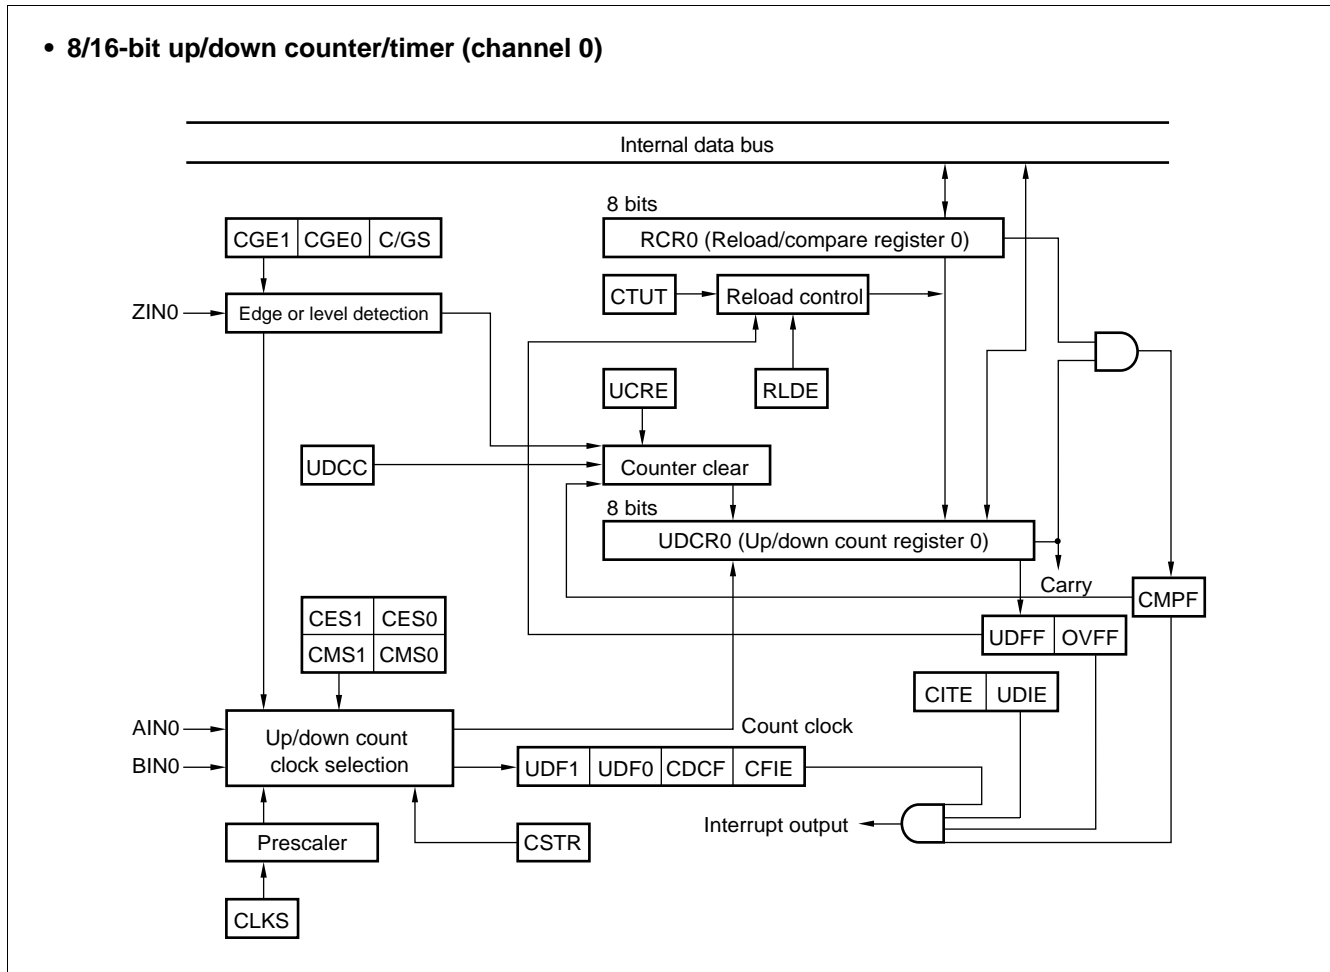 • 8/16-bit up/down counter/timer (channel 0)
Internal data bus
8 bits
CGE1 CGE0 C/GS
RCR0 (Reload/compare register 0)
CTUT
Reload control
ZIN0
Edge or level detection
UCRE
RLDE
UDCC
Counter clear
8 bits
UDCR0 (Up/down count register 0)
Carry
CMPF
CES1 CES0
CMS1 CMS0
UDFF OVFF
CITE UDIE
AIN0
BIN0
Up/down count
clock selection
Count clock
UDF1 UDF0 CDCF CFIE
Interrupt output
Prescaler
CSTR
CLKS